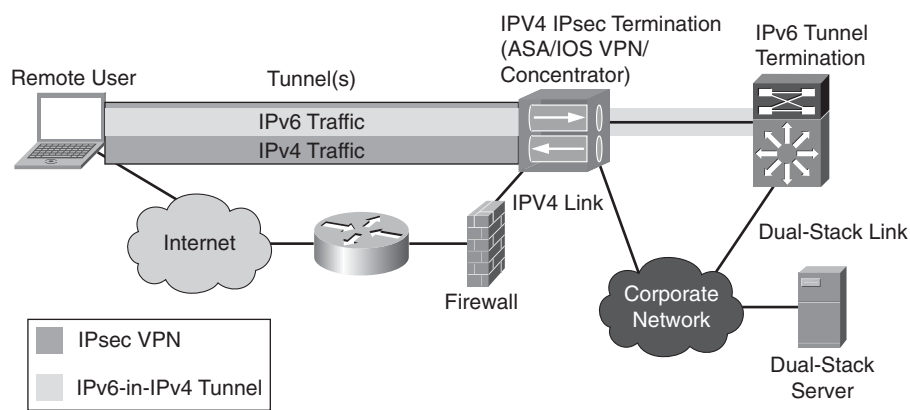 IPV4 IPsec Termination
(ASA/IOS VPN/
Concentrator)
IPv6 Tunnel
Termination
Remote User
Tunnel(s)
IPv6 Traffic
IPv4 Traffic
IPV4 Link
Internet
Firewall
Dual-Stack Link
Corporate
Network
Dual-Stack
Server
IPsec VPN
IPv6-in-IPv4 Tunnel